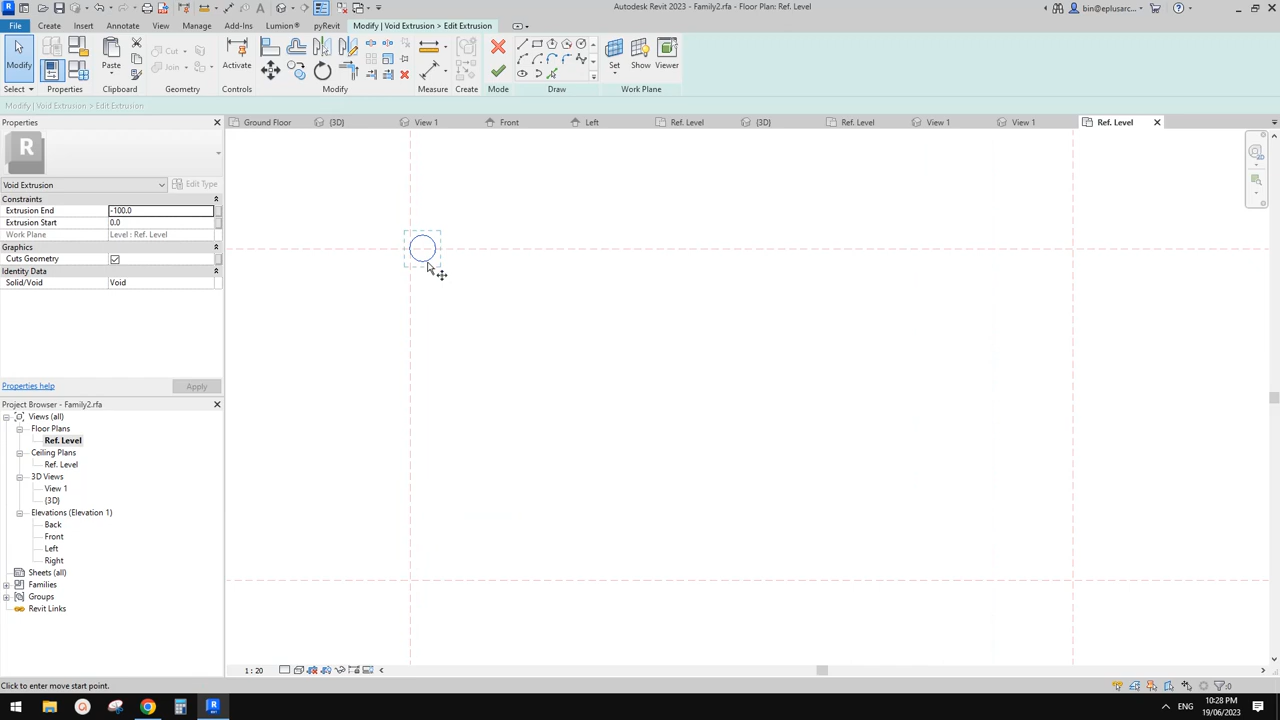 Autodesk Revit 2023 - Family2.rfa - Floor Plan: Ref. Level
bin@eplusarc...
File Create Insert Annotate View Manage Add-Ins Lumion® pyRevit Modify | Void Extrusion > Edit Extrusion
Modify Paste Cut Join Activate Set Show Viewer
Select Properties Clipboard Geometry Controls Modify Measure Create Mode Draw Work Plane
Modify | Void Extrusion > Edit Extrusion
Properties
Ground Floor {3D} View 1 Front Left Ref. Level {3D} Ref. Level View 1 View 1 Ref. Level
R
Void Extrusion Edit Type
Constraints
Extrusion End -100.0
Extrusion Start 0.0
Work Plane Level : Ref. Level
Graphics
Cuts Geometry
Identity Data
Solid/Void Void
Properties help Apply
Project Browser - Family2.rfa
Views (all)
Floor Plans
Ref. Level
Ceiling Plans
Ref. Level
3D Views
View 1
{3D}
Elevations (Elevation 1)
Back
Front
Left
Right
Sheets (all)
Families
Groups
Revit Links
1 : 20
Click to enter move start point.
:0
ENG
10:28 PM
19/06/2023